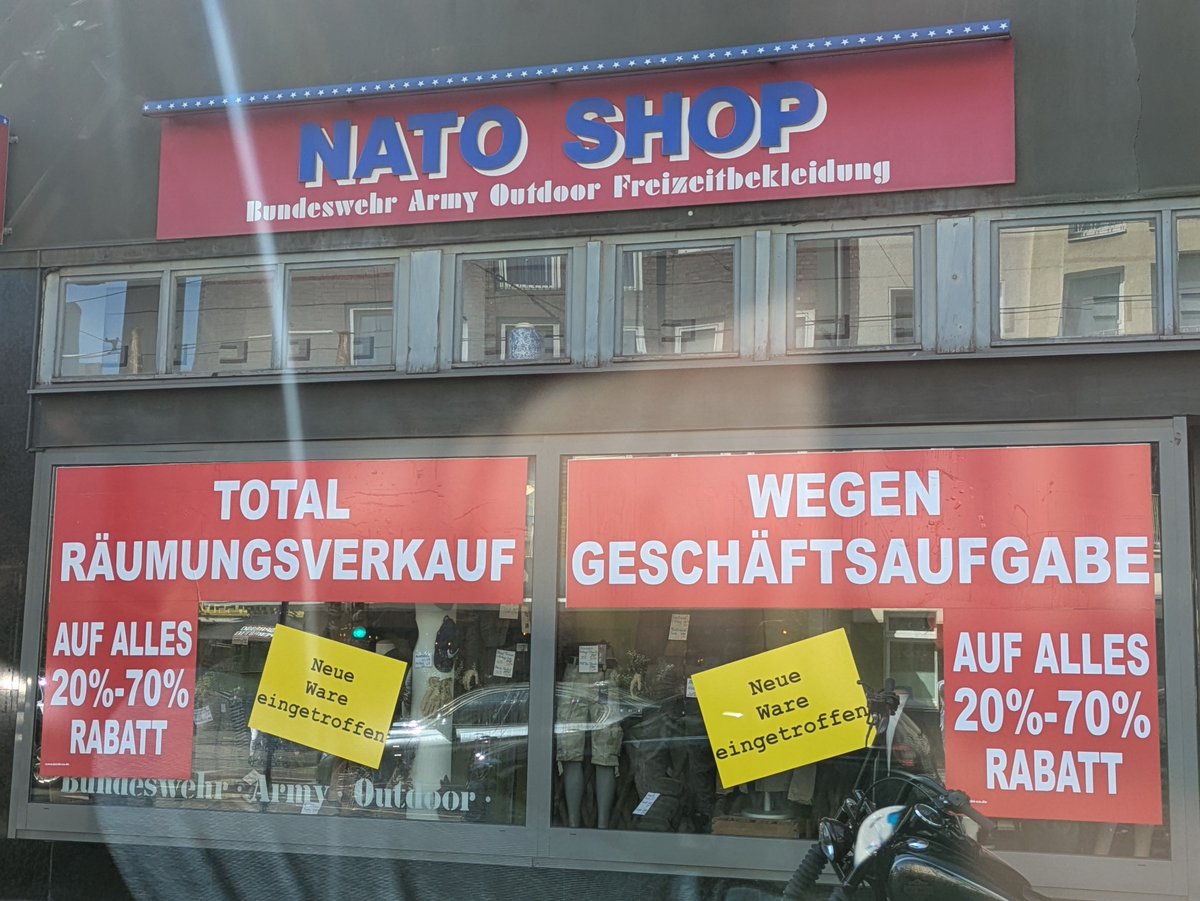 NATO SHOP
Bundeswehr Army Outdoor Freizeitbekleidung
TOTAL
RÄUMUNGSVERKAUF
AUF ALLES
20%-70%
RABATT
Neue
Ware
eingetroffen
Bundeswehr · Army · Outdoor ·
WEGEN
GESCHÄFTSAUFGABE
Neue
Ware
eingetroffen
AUF ALLES
20%-70%
RABATT